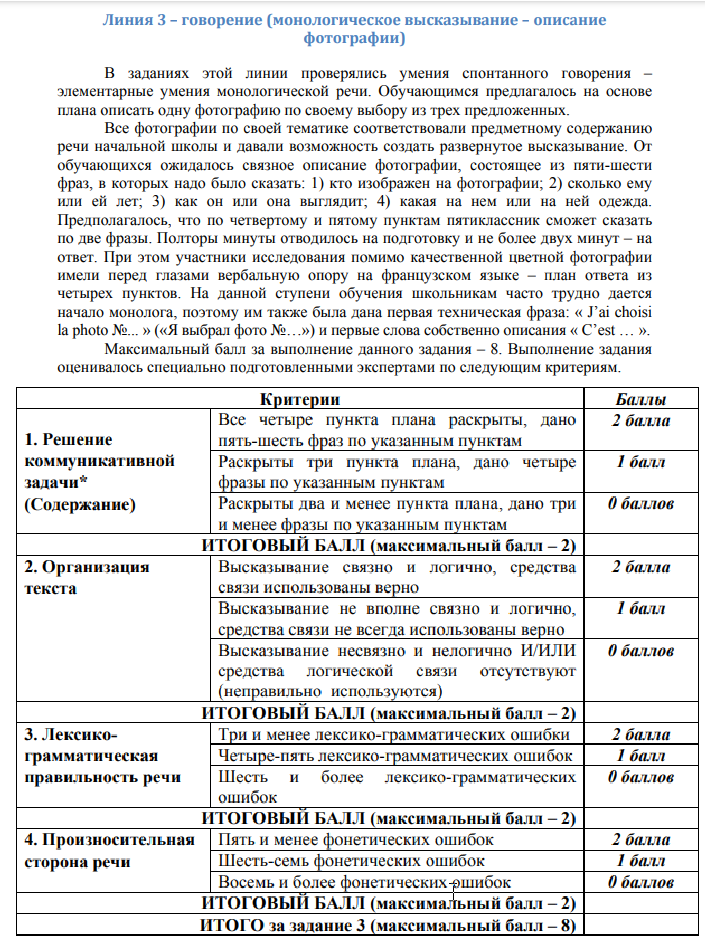 Линия 3 – говорение (монологическое высказывание – описание
фотографии)
В заданиях этой линии проверялись умения спонтанного говорения –
элементарные умения монологической речи. Обучающимся предлагалось на основе
плана описать одну фотографию по своему выбору из трех предложенных.
Все фотографии по своей тематике соответствовали предметному содержанию
речи начальной школы и давали возможность создать развернутое высказывание. От
обучающихся ожидалось связное описание фотографии, состоящее из пяти-шести
фраз, в которых надо было сказать: 1) кто изображен на фотографии; 2) сколько ему
или ей лет; 3) как он или она выглядит; 4) какая на нем или на ней одежда.
Предполагалось, что по четвертому и пятому пунктам пятиклассник сможет сказать
по две фразы. Полторы минуты отводилось на подготовку и не более двух минут – на
ответ. При этом участники исследования помимо качественной цветной фотографии
имели перед глазами вербальную опору на французском языке – план ответа из
четырех пунктов. На данной ступени обучения школьникам часто трудно дается
начало монолога, поэтому им также была дана первая техническая фраза: « J'ai choisi
la photo №... » («Я выбрал фото №…») и первые слова собственно описания « C'est … ».
Максимальный балл за выполнение данного задания – 8. Выполнение задания
оценивалось специально подготовленными экспертами по следующим критериям.
Критерии Баллы
1. Решение
коммуникативной
задачи*
(Содержание)
Все четыре пункта плана раскрыты, дано
пять-шесть фраз по указанным пунктам
2 балла
Раскрыты три пункта плана, дано четыре
фразы по указанным пунктам
1 балл
Раскрыты два и менее пункта плана, дано три
и менее фразы по указанным пунктам
0 баллов
ИТОГОВЫЙ БАЛЛ (максимальный балл – 2)
2. Организация
текста
Высказывание связно и логично, средства
связи использованы верно
2 балла
Высказывание не вполне связно и логично,
средства связи не всегда использованы верно
1 балл
Высказывание несвязно и нелогично И/ИЛИ
средства логической связи отсутствуют
(неправильно используются)
0 баллов
ИТОГОВЫЙ БАЛЛ (максимальный балл – 2)
3. Лексико-
грамматическая
правильность речи
Три и менее лексико-грамматических ошибки
2 балла
Четыре-пять лексико-грамматических ошибок
1 балл
Шесть и более лексико-грамматических
ошибок
0 баллов
ИТОГОВЫЙ БАЛЛ (максимальный балл – 2)
4. Произносительная
сторона речи
Пять и менее фонетических ошибок
2 балла
Шесть-семь фонетических ошибок
1 балл
Восемь и более фонетических ошибок
0 баллов
ИТОГОВЫЙ БАЛЛ (максимальный балл – 2)
ИТОГО за задание 3 (максимальный балл – 8)